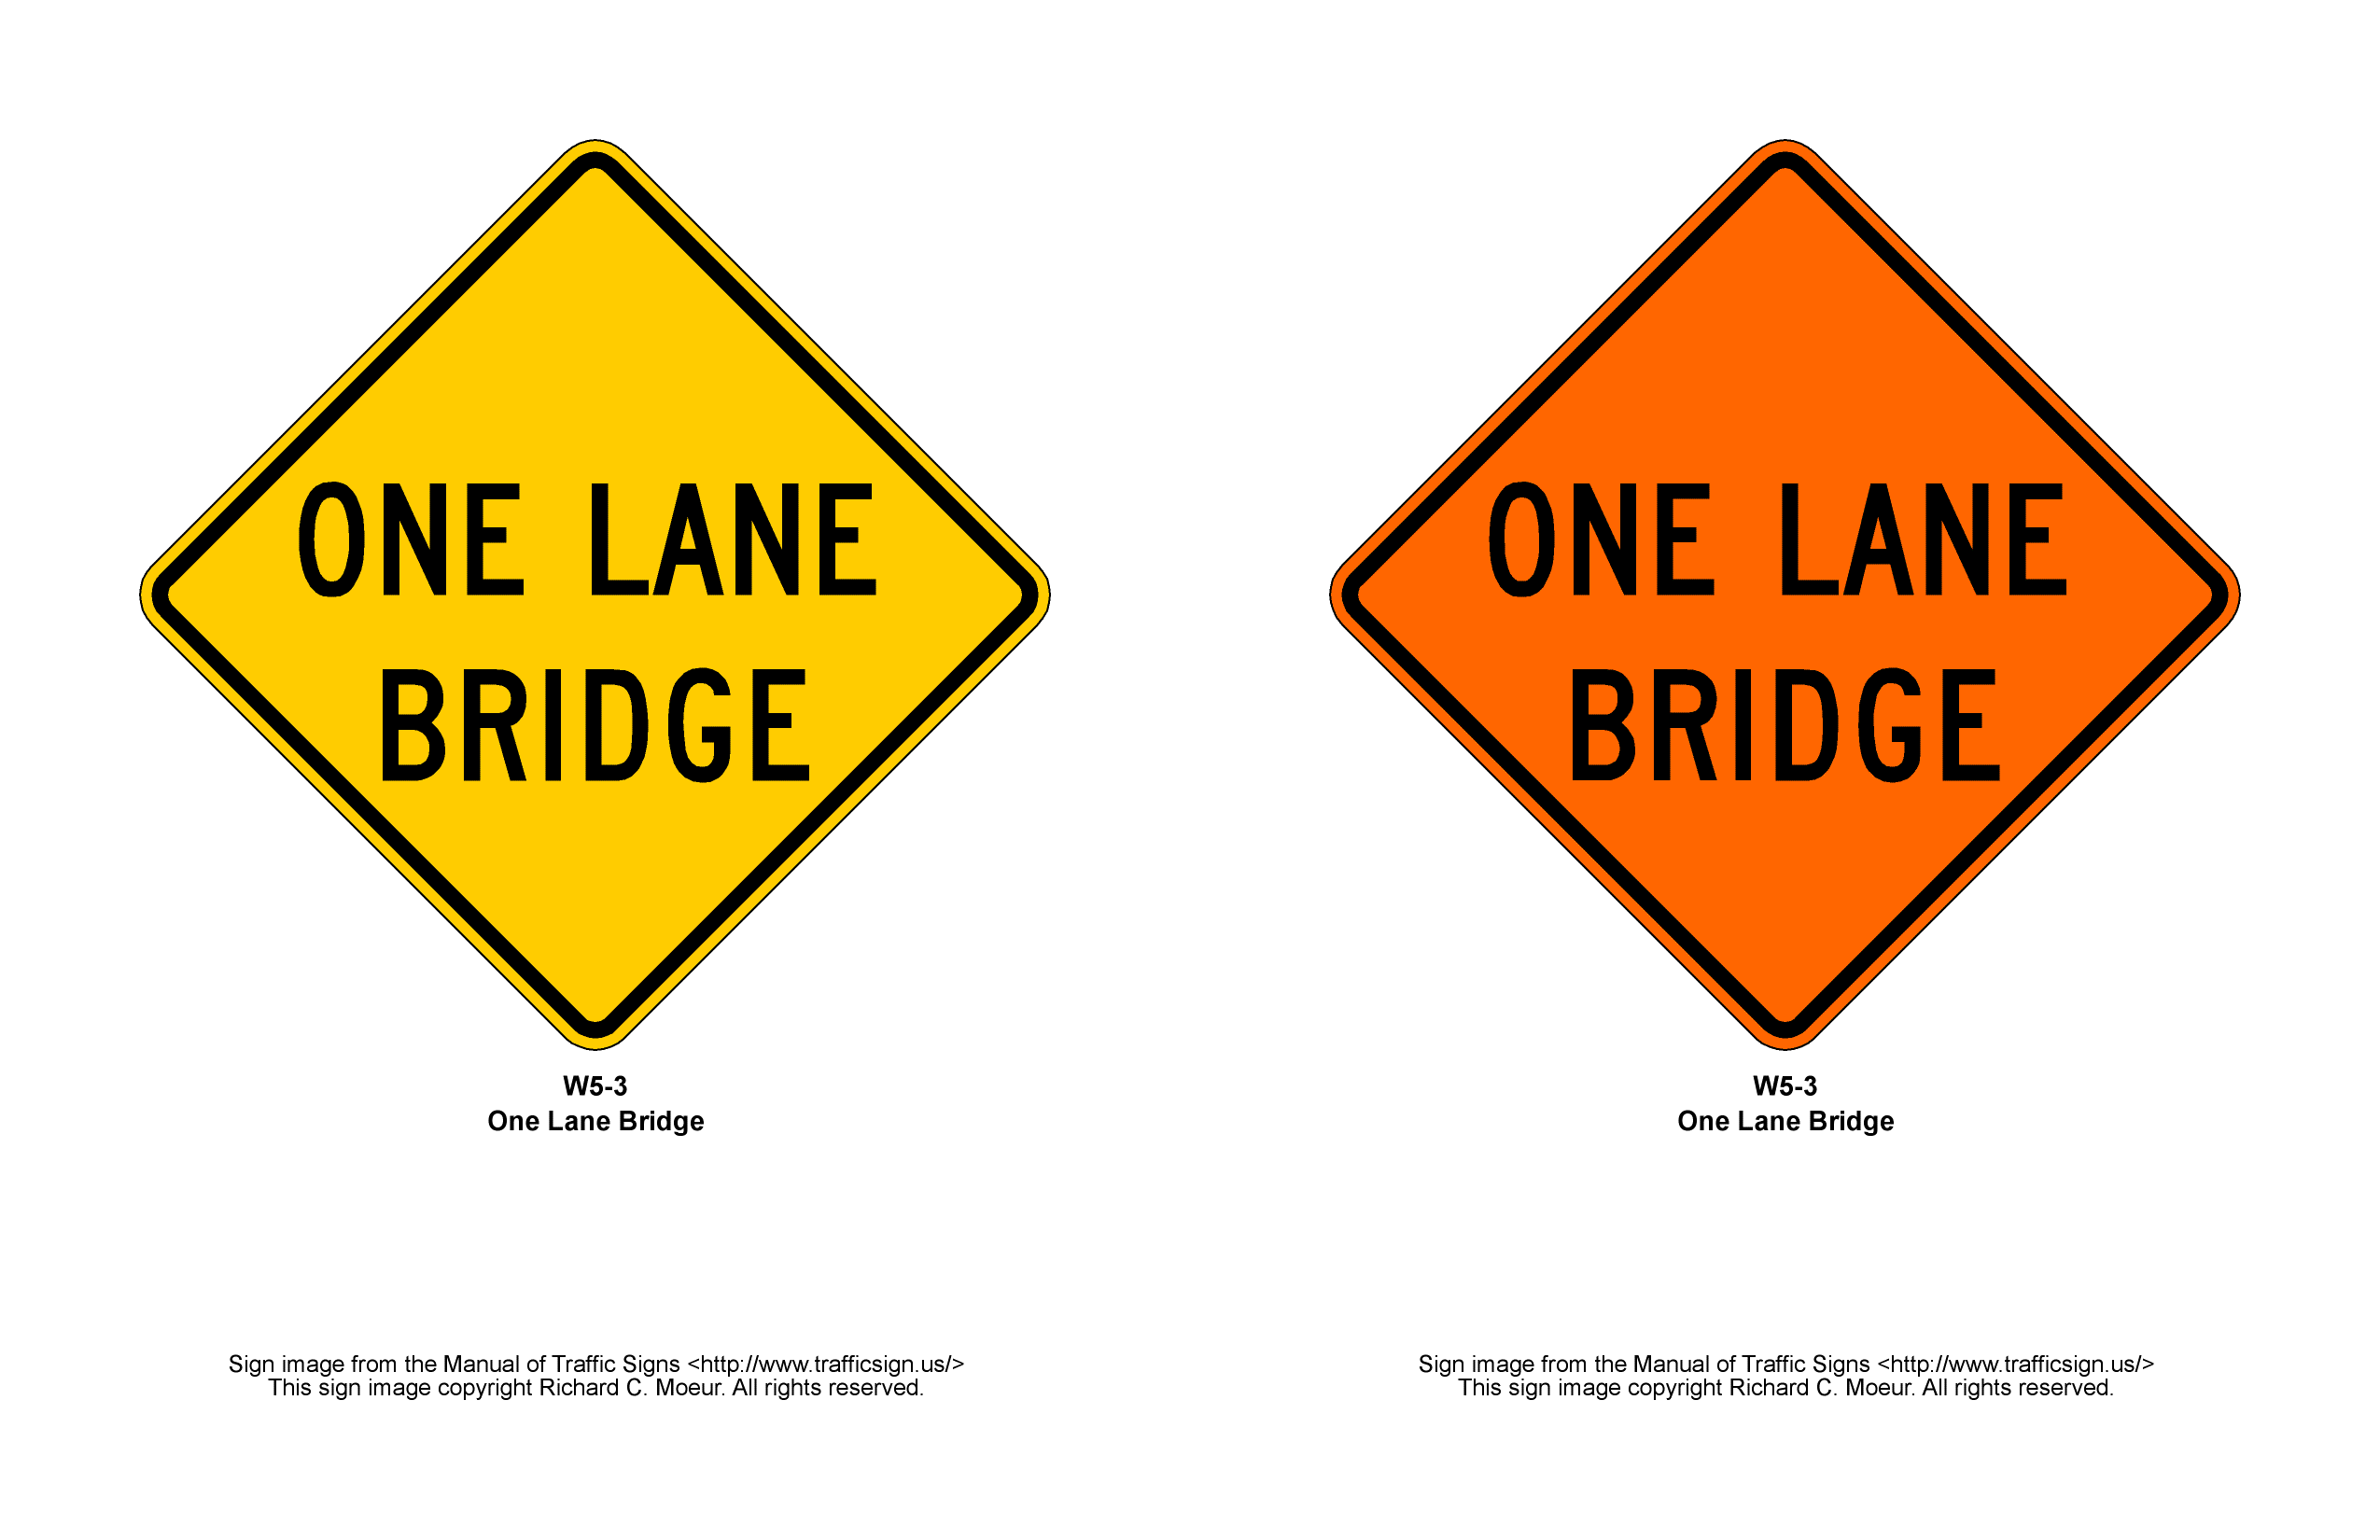 ONE LANE
BRIDGE
W5-3
One Lane Bridge
Sign image from the Manual of Traffic Signs <http://www.trafficsign.us/>
This sign image copyright Richard C. Moeur. All rights reserved.
ONE LANE
BRIDGE
W5-3
One Lane Bridge
Sign image from the Manual of Traffic Signs <http://www.trafficsign.us/>
This sign image copyright Richard C. Moeur. All rights reserved.